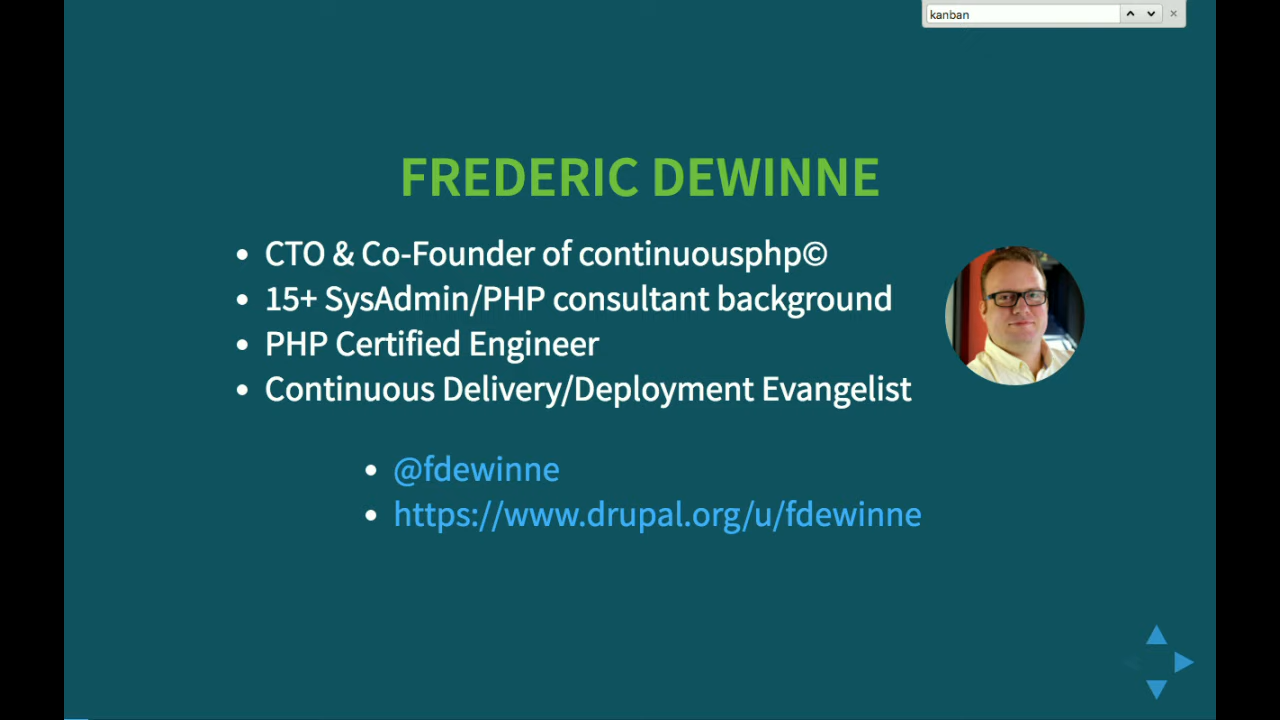 kanban
FREDERIC DEWINNE
CTO & Co-Founder of continuousphp©
15+ SysAdmin/PHP consultant background
PHP Certified Engineer
Continuous Delivery/Deployment Evangelist
@fdewinne
https://www.drupal.org/u/fdewinne